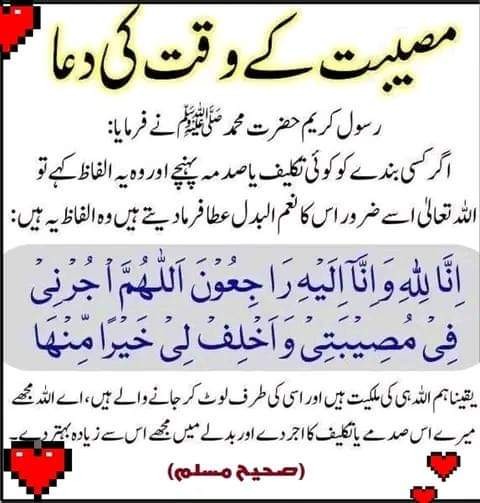 مصیبت کے وقت کی دعا
رسول کریم حضرت محمد ﷺ نے فرمایا:
اگر کسی بندے کو کوئی تکلیف یا صدمہ پہنچے اور وہ یہ الفاظ کہے تو
اللہ تعالیٰ اسے ضرور اس کا نعم البدل عطا فرما دیتے ہیں وہ الفاظ یہ ہیں:
اِنَّا لِلّٰهِ وَاِنَّاۤ اِلَيْهِ رَاجِعُوْنَ اَللّٰهُمَّ اْجُرْنِىْ
فِىْ مُصِيْبَتِىْ وَاَخْلِفْ لِىْ خَيْرًا مِّنْهَا
یقینا ہم اللہ ہی کی ملکیت ہیں اور اسی کی طرف لوٹ کر جانے والے ہیں، اے اللہ مجھے
میرے اس صدمے یا تکلیف کا اجر دے اور بدلے میں مجھے اس سے زیادہ بہتر دے۔
(صحیح مسلم)